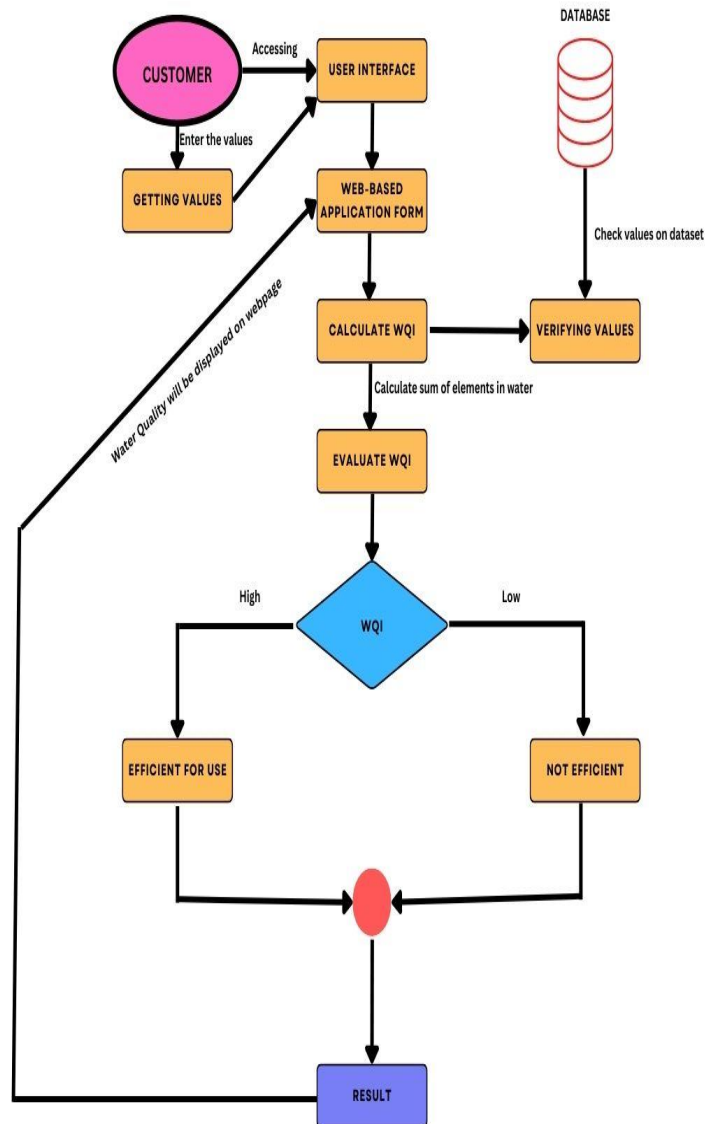 DATABASE
Accessing
CUSTOMER
USER INTERFACE
Enter the values
GETTING VALUES
WEB-BASED
APPLICATION FORM
Check values on dataset
Water Quality will be displayed on webpage
CALCULATE WQI
VERIFYING VALUES
Calculate sum of elements in water
EVALUATE WQI
High
Low
WQI
EFFICIENT FOR USE
NOT EFFICIENT
RESULT